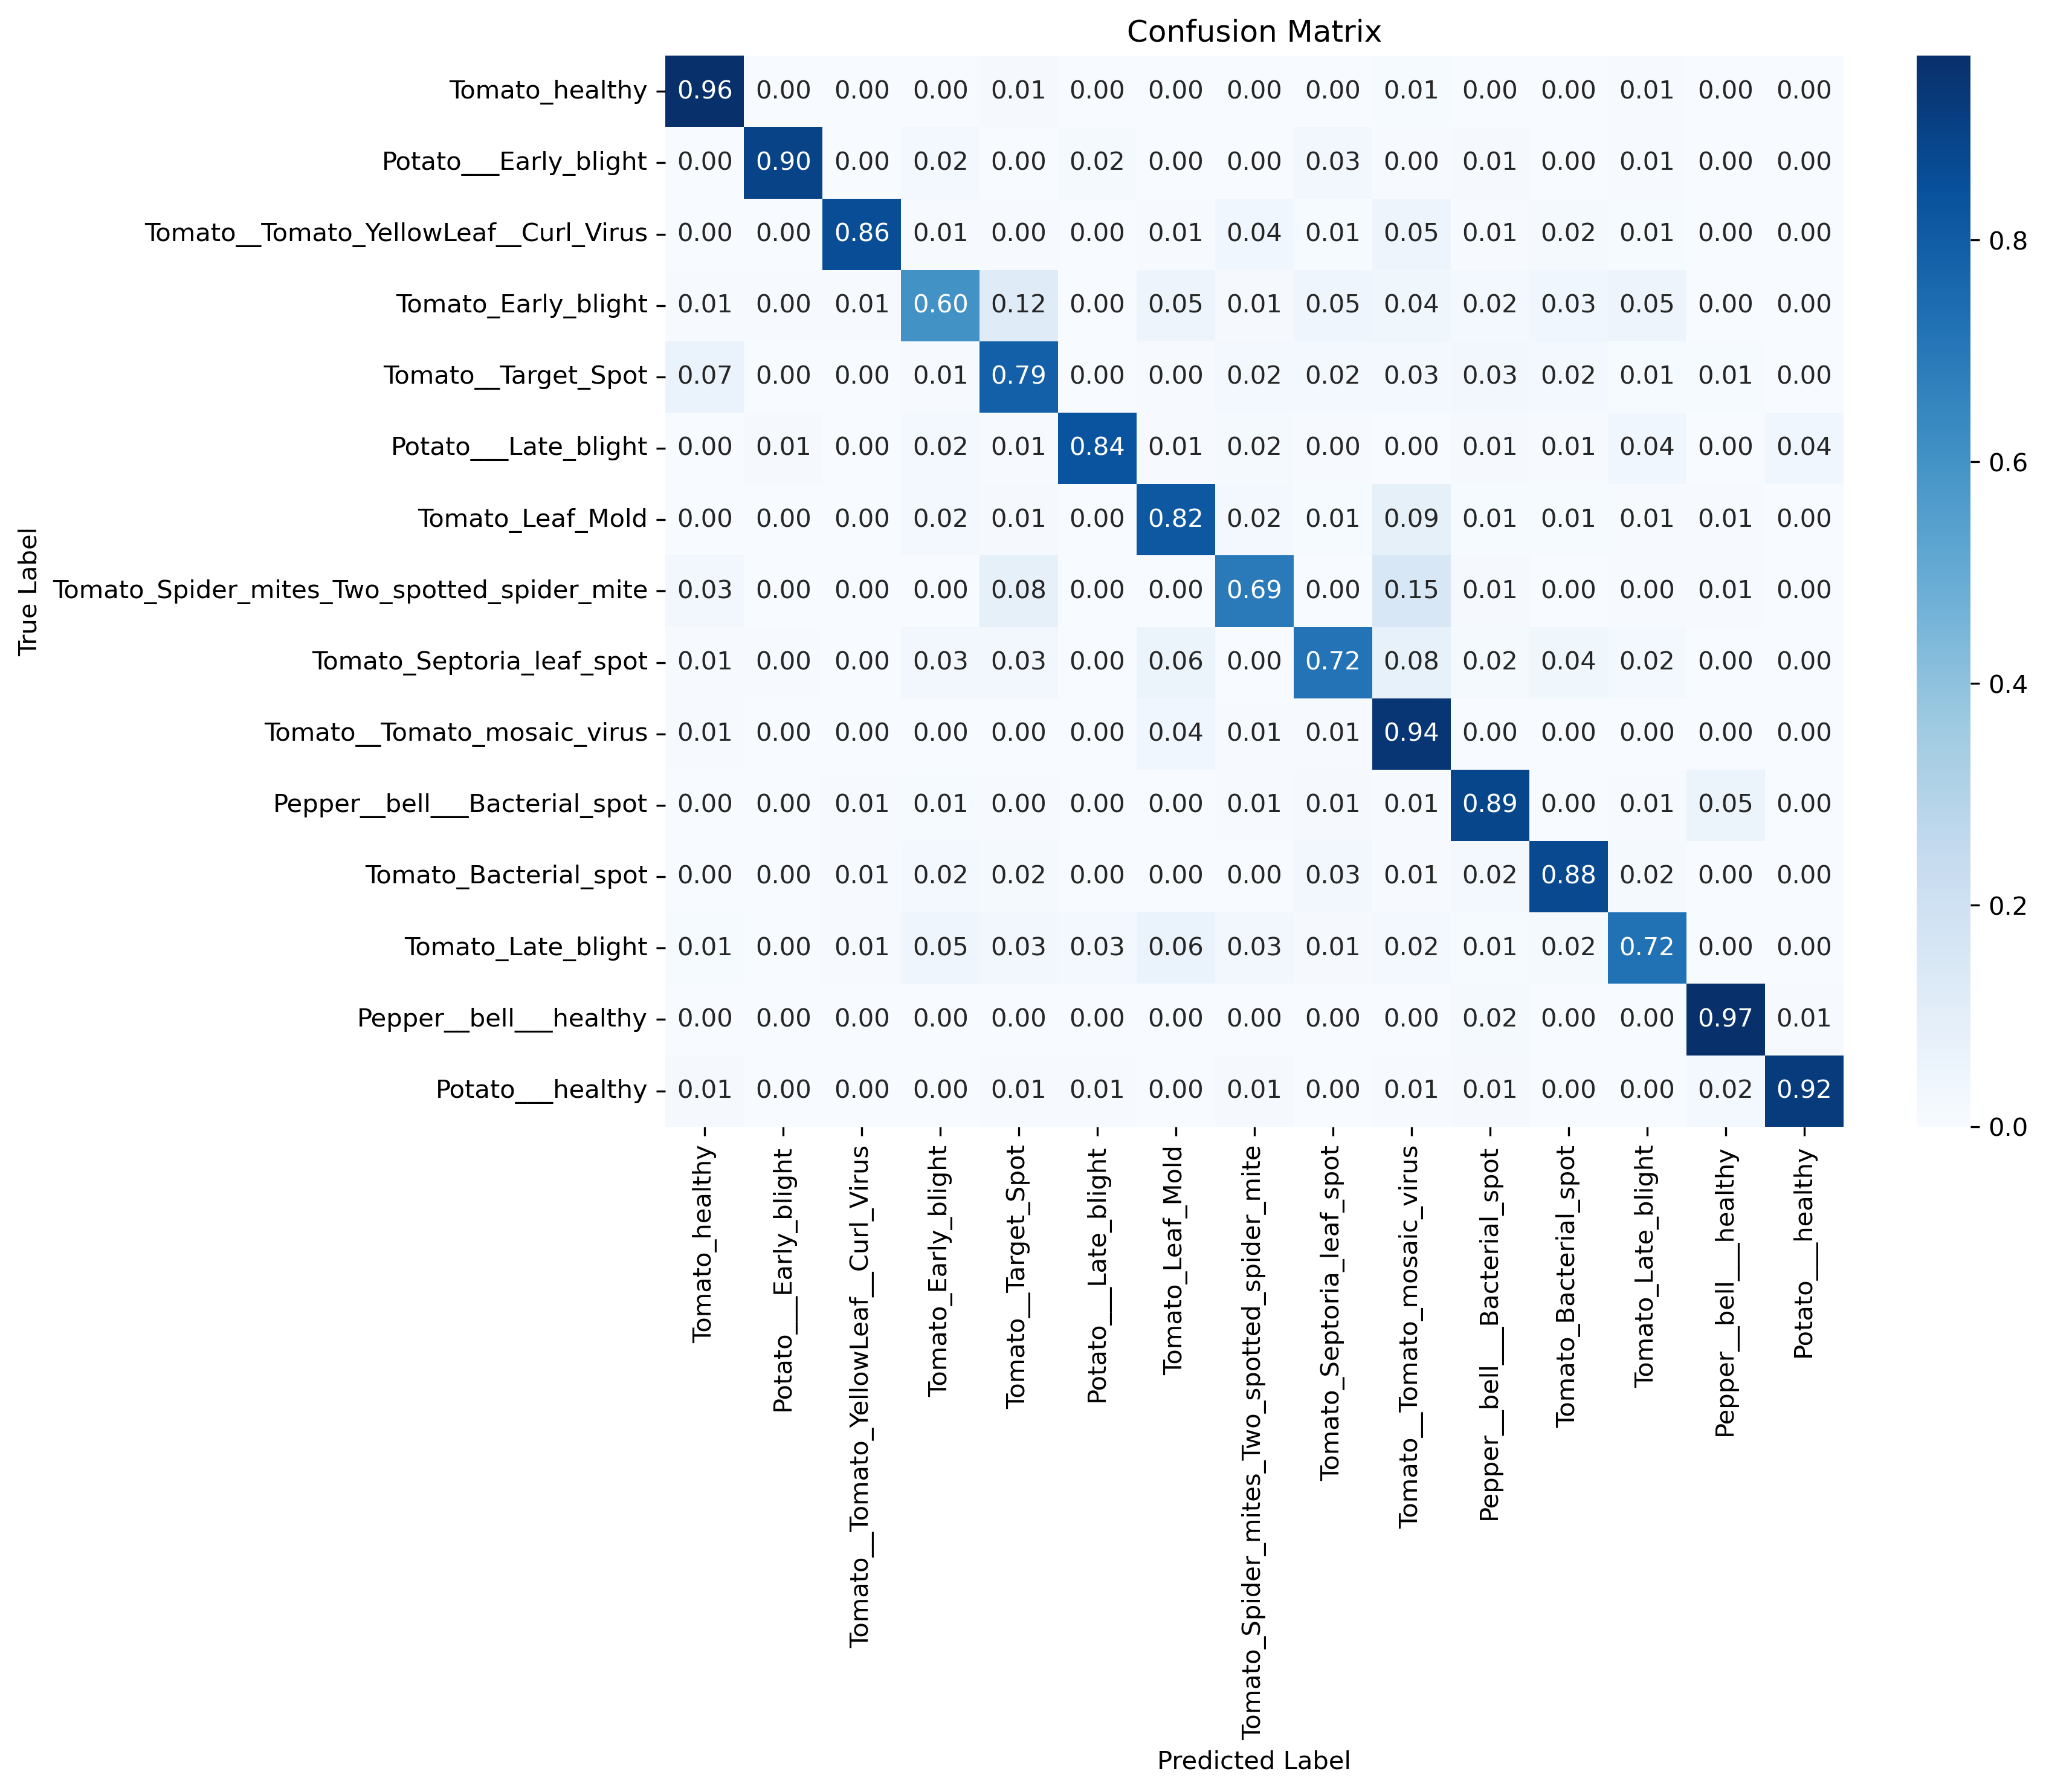 Confusion Matrix
True Label
Tomato_healthy 0.96 0.00 0.00 0.00 0.01 0.00 0.00 0.00 0.00 0.01 0.00 0.00 0.01 0.00 0.00
Potato___Early_blight 0.00 0.90 0.00 0.02 0.00 0.02 0.00 0.00 0.03 0.00 0.01 0.00 0.01 0.00 0.00
Tomato__Tomato_YellowLeaf__Curl_Virus 0.00 0.00 0.86 0.01 0.00 0.00 0.01 0.04 0.01 0.05 0.01 0.02 0.01 0.00 0.00
Tomato_Early_blight 0.01 0.00 0.01 0.60 0.12 0.00 0.05 0.01 0.05 0.04 0.02 0.03 0.05 0.00 0.00
Tomato__Target_Spot 0.07 0.00 0.00 0.01 0.79 0.00 0.00 0.02 0.02 0.03 0.03 0.02 0.01 0.01 0.00
Potato___Late_blight 0.00 0.01 0.00 0.02 0.01 0.84 0.01 0.02 0.00 0.00 0.01 0.01 0.04 0.00 0.04
Tomato_Leaf_Mold 0.00 0.00 0.00 0.02 0.01 0.00 0.82 0.02 0.01 0.09 0.01 0.01 0.01 0.01 0.00
Tomato_Spider_mites_Two_spotted_spider_mite 0.03 0.00 0.00 0.00 0.08 0.00 0.00 0.69 0.00 0.15 0.01 0.00 0.00 0.01 0.00
Tomato_Septoria_leaf_spot 0.01 0.00 0.00 0.03 0.03 0.00 0.06 0.00 0.72 0.08 0.02 0.04 0.02 0.00 0.00
Tomato__Tomato_mosaic_virus 0.01 0.00 0.00 0.00 0.00 0.00 0.04 0.01 0.01 0.94 0.00 0.00 0.00 0.00 0.00
Pepper__bell___Bacterial_spot 0.00 0.00 0.01 0.01 0.00 0.00 0.00 0.01 0.01 0.01 0.89 0.00 0.01 0.05 0.00
Tomato_Bacterial_spot 0.00 0.00 0.01 0.02 0.02 0.00 0.00 0.00 0.03 0.01 0.02 0.88 0.02 0.00 0.00
Tomato_Late_blight 0.01 0.00 0.01 0.05 0.03 0.03 0.06 0.03 0.01 0.02 0.01 0.02 0.72 0.00 0.00
Pepper__bell___healthy 0.00 0.00 0.00 0.00 0.00 0.00 0.00 0.00 0.00 0.00 0.02 0.00 0.00 0.97 0.01
Potato___healthy 0.01 0.00 0.00 0.00 0.01 0.01 0.00 0.01 0.00 0.01 0.01 0.00 0.00 0.02 0.92
Tomato_healthy
Potato___Early_blight
Tomato__Tomato_YellowLeaf__Curl_Virus
Tomato_Early_blight
Tomato__Target_Spot
Potato___Late_blight
Tomato_Leaf_Mold
Tomato_Spider_mites_Two_spotted_spider_mite
Tomato_Septoria_leaf_spot
Tomato__Tomato_mosaic_virus
Pepper__bell___Bacterial_spot
Tomato_Bacterial_spot
Tomato_Late_blight
Pepper__bell___healthy
Potato___healthy
Predicted Label
0.8
0.6
0.4
0.2
0.0